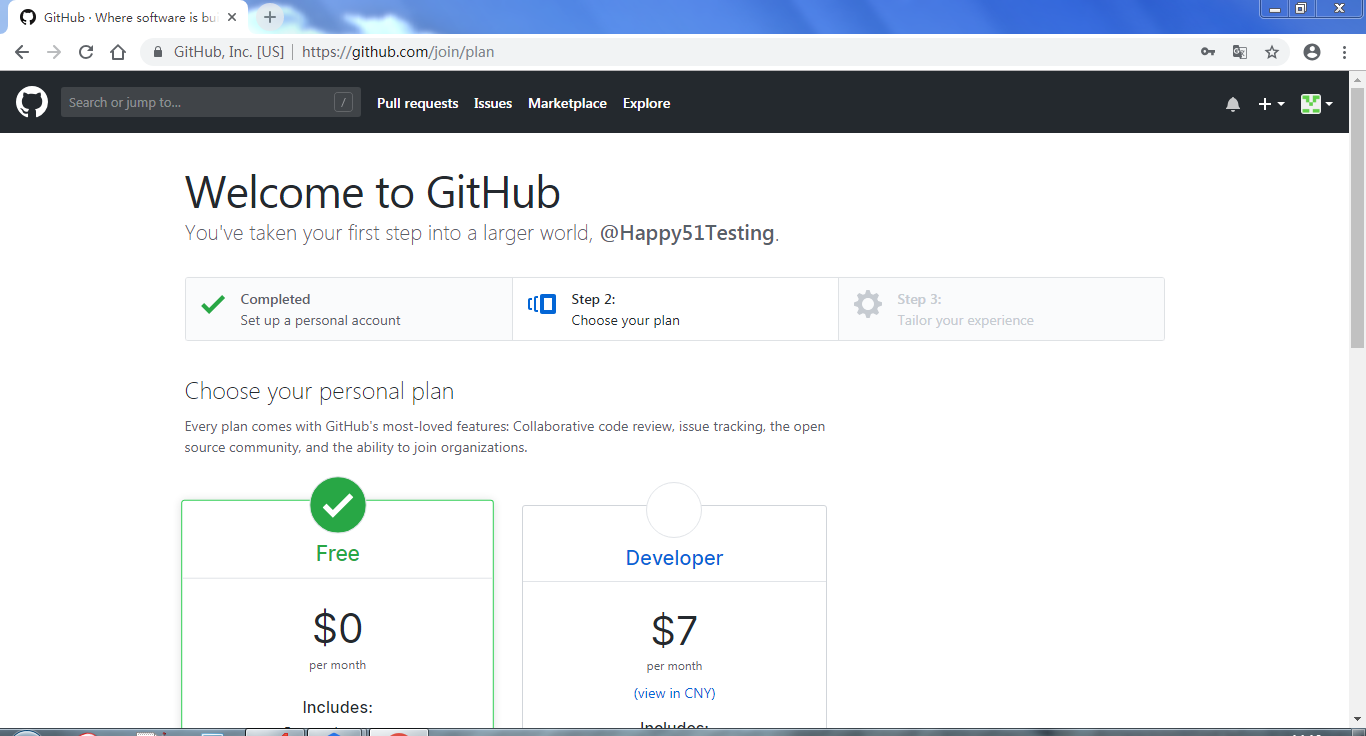 GitHub · Where software is bui
GitHub, Inc. [US] | https://github.com/join/plan
Search or jump to... /
Pull requests Issues Marketplace Explore
Welcome to GitHub
You've taken your first step into a larger world, @Happy51Testing.
Completed
Set up a personal account
Step 2:
Choose your plan
Step 3:
Tailor your experience
Choose your personal plan
Every plan comes with GitHub's most-loved features: Collaborative code review, issue tracking, the open
source community, and the ability to join organizations.
Free
$0
per month
Includes:
Developer
$7
per month
(view in CNY)
Includes: